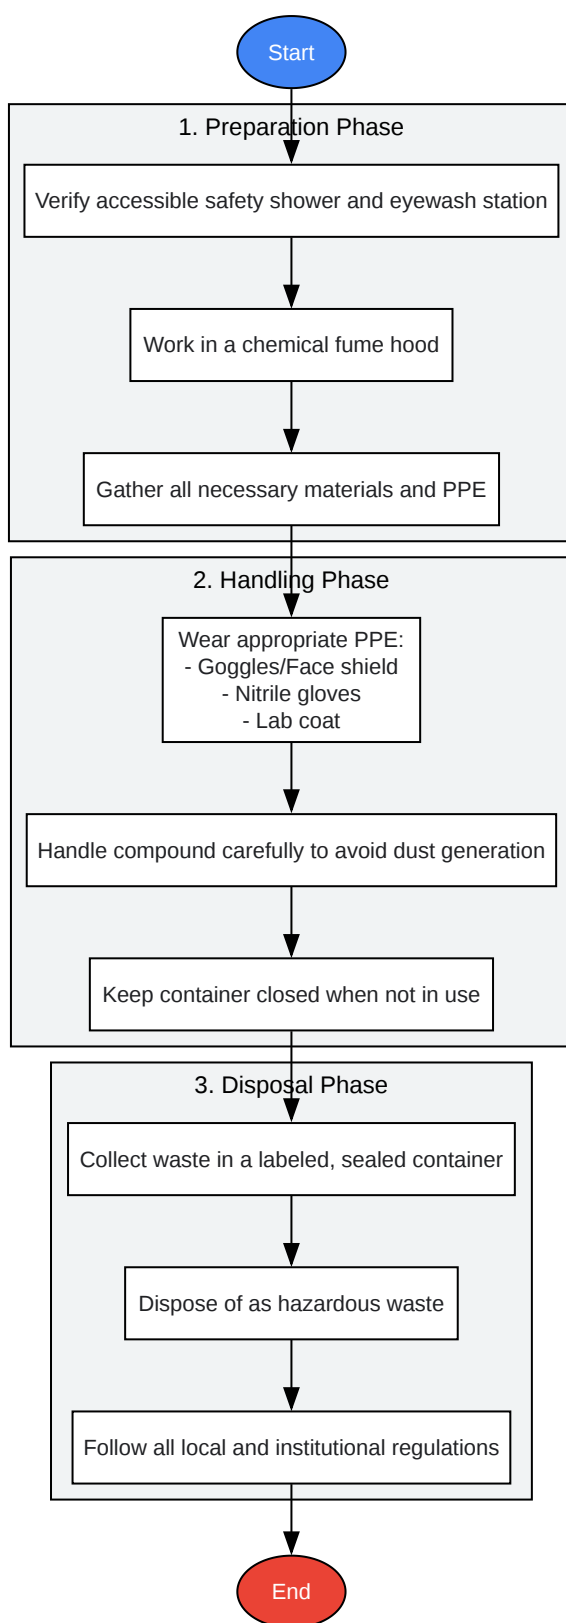 Start
1. Preparation Phase
Verify accessible safety shower and eyewash station
Work in a chemical fume hood
Gather all necessary materials and PPE
2. Handling Phase
Wear appropriate PPE:
- Goggles/Face shield
- Nitrile gloves
- Lab coat
Handle compound carefully to avoid dust generation
Keep container closed when not in use
3. Disposal Phase
Collect waste in a labeled, sealed container
Dispose of as hazardous waste
Follow all local and institutional regulations
End